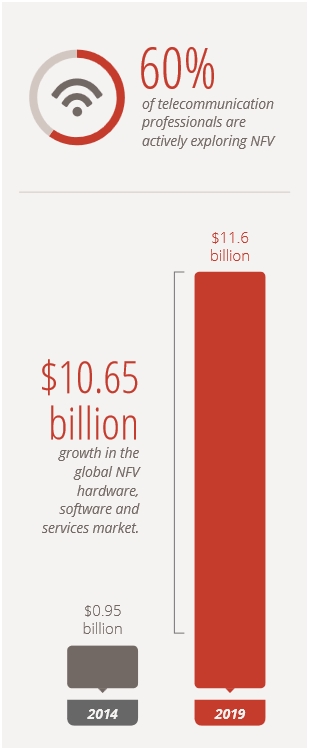 60%
of telecommunication
professionals are
actively exploring NFV
$11.6
billion
$10.65
billion
growth in the
global NFV
hardware,
software and
services market.
$0.95
billion
2014
2019